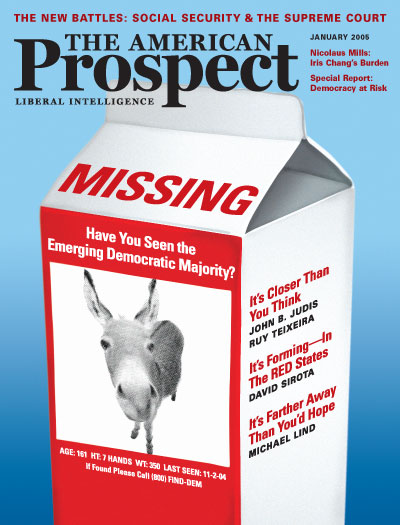 THE NEW BATTLES: SOCIAL SECURITY & THE SUPREME COURT
THE AMERICAN
Prospect
LIBERAL INTELLIGENCE
JANUARY 2005
Nicolaus Mills:
Iris Chang's Burden
Special Report:
Democracy at Risk
MISSING
Have You Seen the
Emerging Democratic Majority?
AGE: 161 HT: 7 HANDS WT: 350 LAST SEEN: 11-2-04
If Found Please Call (800) FIND-DEM
It's Closer Than
You Think
JOHN B. JUDIS
RUY TEIXEIRA
It's Forming—In
The RED States
DAVID SIROTA
It's Farther Away
Than You'd Hope
MICHAEL LIND